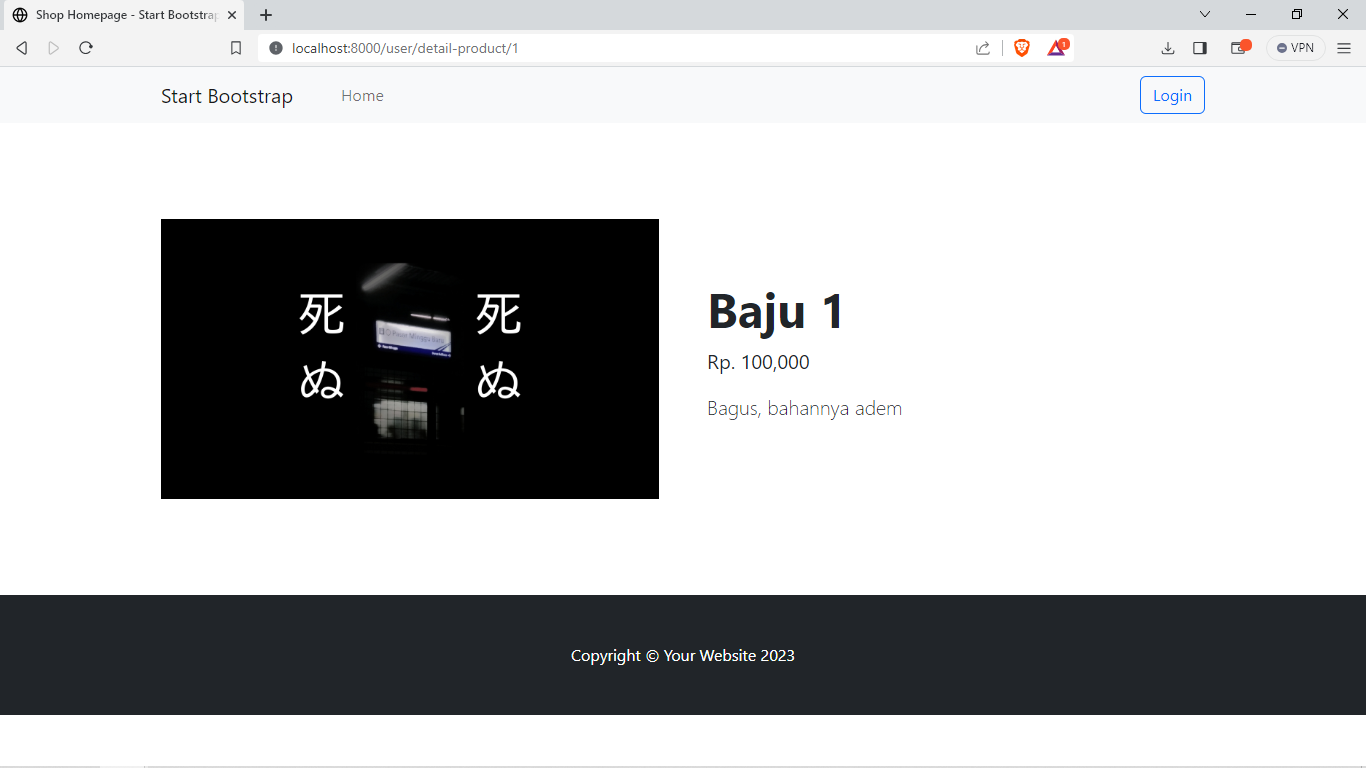 Shop Homepage - Start Bootstrap
localhost:8000/user/detail-product/1
1
VPN
Start Bootstrap
Home
Login
死ぬ
死ぬ
Baju 1
Rp. 100,000
Bagus, bahannya adem
Copyright © Your Website 2023